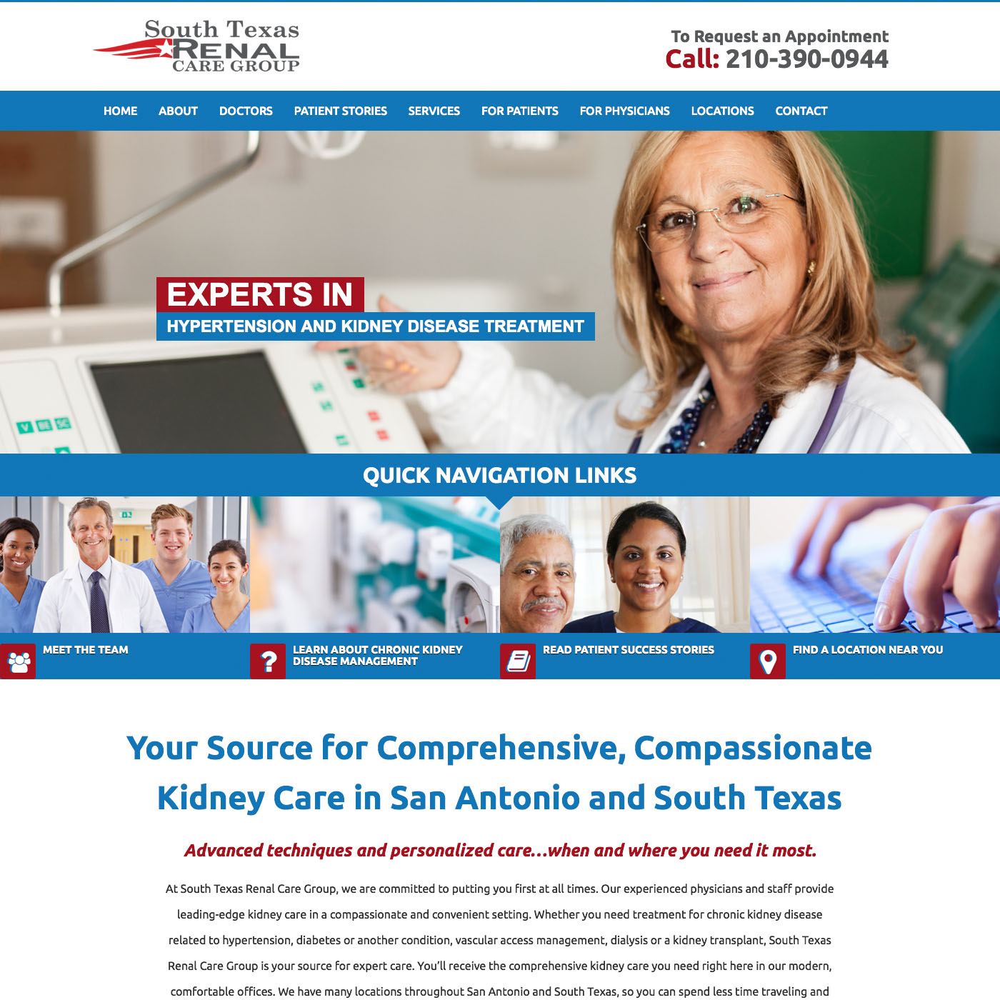 South Texas
RENAL
CARE GROUP
To Request an Appointment
Call: 210-390-0944
HOME ABOUT DOCTORS PATIENT STORIES SERVICES FOR PATIENTS FOR PHYSICIANS LOCATIONS CONTACT
EXPERTS IN
HYPERTENSION AND KIDNEY DISEASE TREATMENT
V BE SC
QUICK NAVIGATION LINKS
MEET THE TEAM
LEARN ABOUT CHRONIC KIDNEY
DISEASE MANAGEMENT
READ PATIENT SUCCESS STORIES
FIND A LOCATION NEAR YOU
Your Source for Comprehensive, Compassionate
Kidney Care in San Antonio and South Texas
Advanced techniques and personalized care…when and where you need it most.
At South Texas Renal Care Group, we are committed to putting you first at all times. Our experienced physicians and staff provide
leading-edge kidney care in a compassionate and convenient setting. Whether you need treatment for chronic kidney disease
related to hypertension, diabetes or another condition, vascular access management, dialysis or a kidney transplant, South Texas
Renal Care Group is your source for expert care. You’ll receive the comprehensive kidney care you need right here in our modern,
comfortable offices. We have many locations throughout San Antonio and South Texas, so you can spend less time traveling and